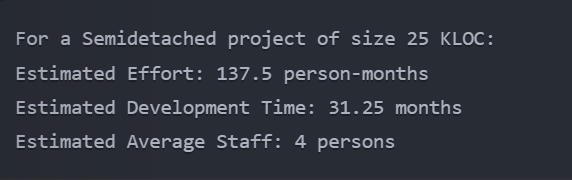 For a Semidetached project of size 25 KLOC:
Estimated Effort: 137.5 person-months
Estimated Development Time: 31.25 months
Estimated Average Staff: 4 persons